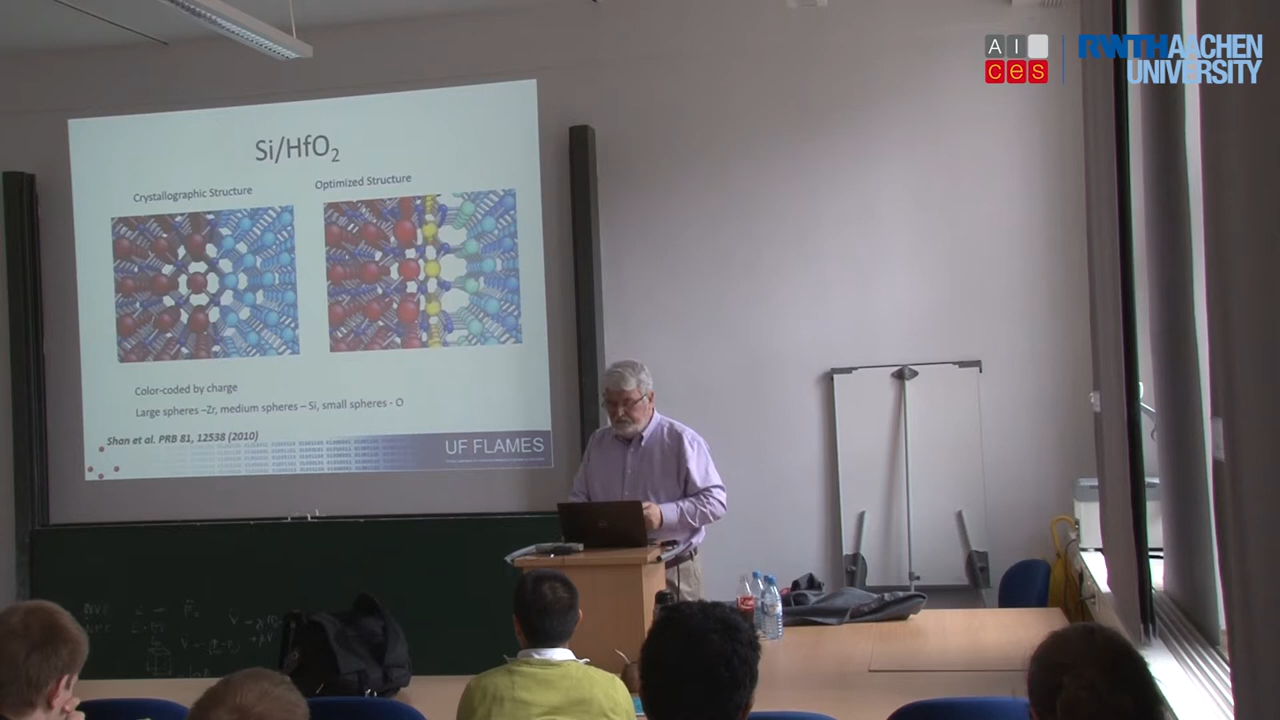 AI
ces
RWTHAACHEN
UNIVERSITY
Si/HfO2
Crystallographic Structure
Optimized Structure
Color-coded by charge
Large spheres –Zr, medium spheres – Si, small spheres - O
Shan et al. PRB 81, 12538 (2010)
UF FLAMES